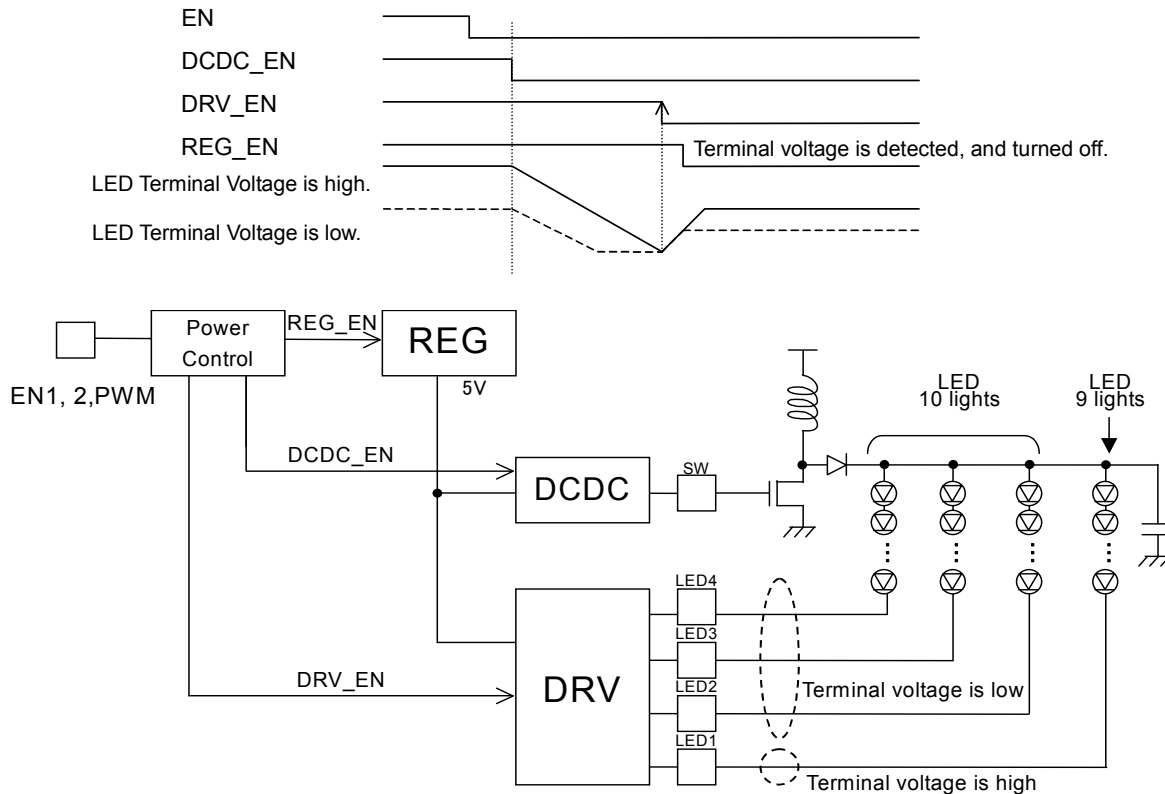 EN
DCDC_EN
DRV_EN
REG_EN
Terminal voltage is detected, and turned off.
LED Terminal Voltage is high.
LED Terminal Voltage is low.
Power
Control
REG_EN
REG
5V
EN1, 2,PWM
LED
10 lights
LED
9 lights
DCDC_EN
DCDC
SW
LED4
LED3
DRV_EN
DRV
LED2
Terminal voltage is low
LED1
Terminal voltage is high